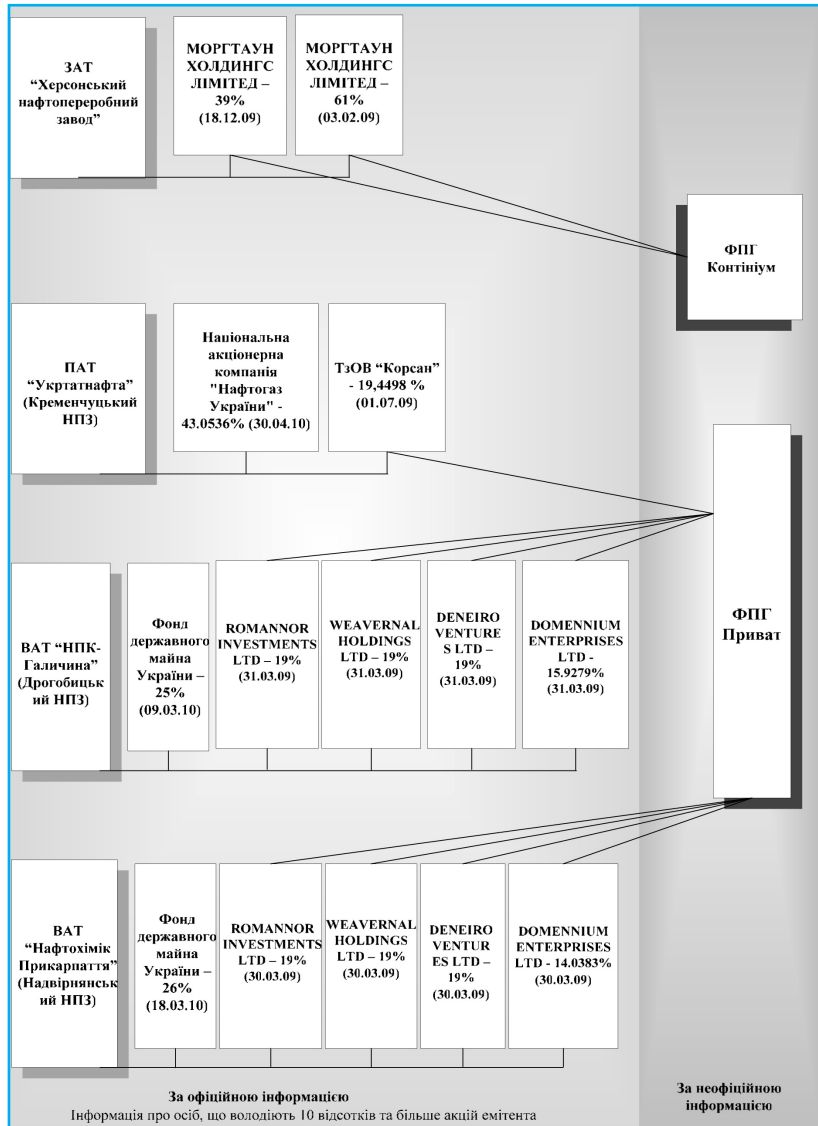 ЗАТ
“Херсонський
нафтопереробний
завод”
МОРГТАУН
ХОЛДИНГС
ЛІМІТЕД –
39%
(18.12.09)
МОРГТАУН
ХОЛДИНГС
ЛІМІТЕД –
61%
(03.02.09)
ФПГ
Контініум
ПАТ
“Укртатнафта”
(Кременчуцький
НПЗ)
Національна
акціонерна
компанія
"Нафтогаз
України" -
43.0536% (30.04.10)
ТзОВ “Корсан”
- 19,4498 %
(01.07.09)
ФПГ
Приват
ВАТ “НПК-
Галичина”
(Дрогобицьк
ий НПЗ)
Фонд
державного
майна
України –
25%
(09.03.10)
ROMANNOR
INVESTMENTS
LTD – 19%
(31.03.09)
WEAVERNAL
HOLDINGS
LTD – 19%
(31.03.09)
DENEIRO
VENTURE
S LTD –
19%
(31.03.09)
DOMENNIUM
ENTERPRISES
LTD -
15.9279%
(31.03.09)
ВАТ
“Нафтохімік
Прикарпаття”
(Надвірнянськ
ий НПЗ)
Фонд
державного
майна
України –
26%
(18.03.10)
ROMANNOR
INVESTMENTS
LTD – 19%
(30.03.09)
WEAVERNAL
HOLDINGS
LTD – 19%
(30.03.09)
DENEIRO
VENTUR
ES LTD –
19%
(30.03.09)
DOMENNIUM
ENTERPRISES
LTD - 14.0383%
(30.03.09)
За офіційною інформацією
Інформація про осіб, що володіють 10 відсотків та більше акцій емітента
За неофіційною
інформацією